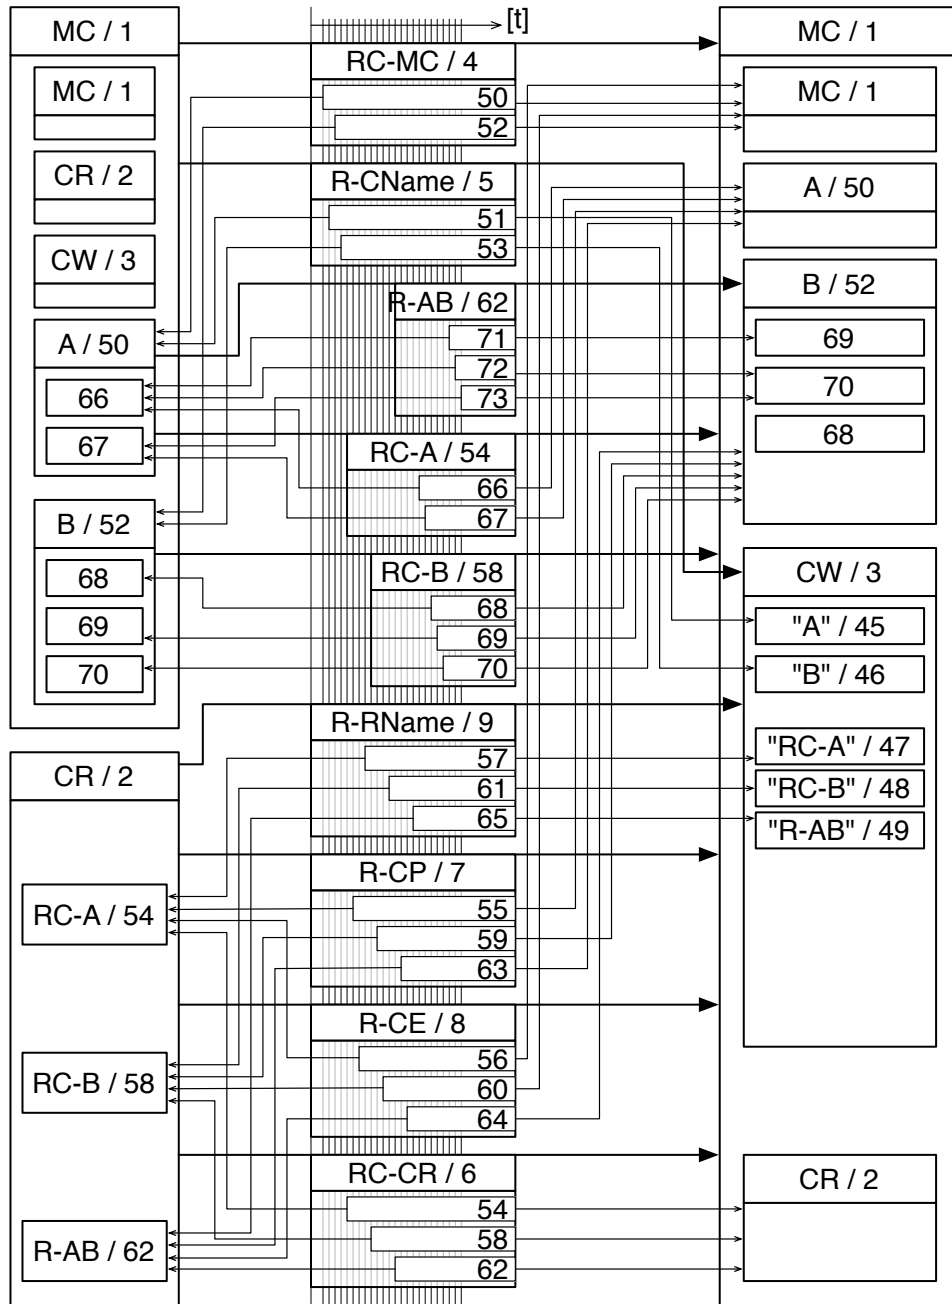 [t]
MC / 1
MC / 1
CR / 2
CW / 3
A / 50
66
67
B / 52
68
69
70
CR / 2
RC-A / 54
RC-B / 58
R-AB / 62
RC-MC / 4
50
52
R-CName / 5
51
53
R-AB / 62
71
72
73
RC-A / 54
66
67
RC-B / 58
68
69
70
R-RName / 9
57
61
65
R-CP / 7
55
59
63
R-CE / 8
56
60
64
RC-CR / 6
54
58
62
MC / 1
MC / 1
A / 50
B / 52
69
70
68
CW / 3
"A" / 45
"B" / 46
"RC-A" / 47
"RC-B" / 48
"R-AB" / 49
CR / 2